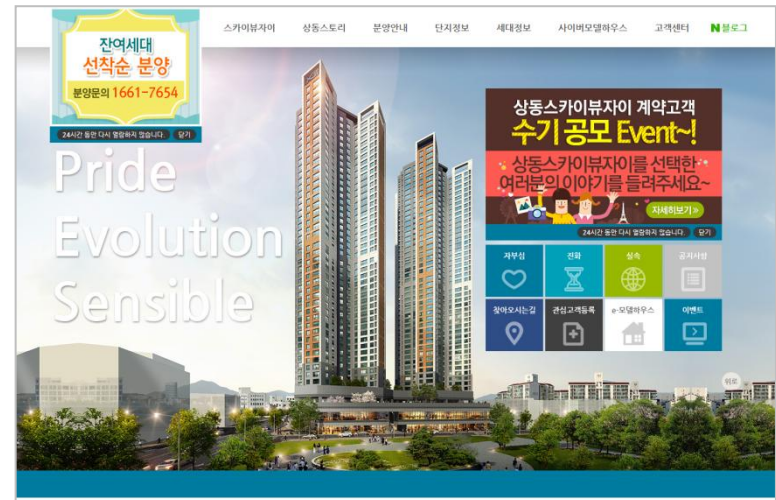 스카이뷰자이
상동스토리
분양안내
단지정보
세대정보
사이버모델하우스
고객센터
N 블로그
잔여세대
선착순 분양
분양문의 1661-7654
24시간 동안 다시 열람하지 않습니다.
닫기
Pride
Evolution
Sensible
상동스카이뷰자이 계약고객
수기 공모 Event~!
상동스카이뷰자이를 선택한
여러분의 이야기를 들려주세요~
자세히보기»
24시간 동안 다시 열람하지 않습니다.
닫기
자부심
진화
실속
공지사항
찾아오시는길
관심고객등록
e-모델하우스
이벤트
위로